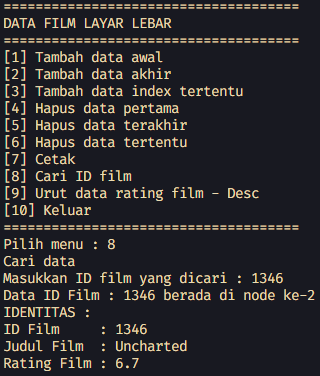 =====================================
DATA FILM LAYAR LEBAR
=====================================
[1] Tambah data awal
[2] Tambah data akhir
[3] Tambah data index tertentu
[4] Hapus data pertama
[5] Hapus data terakhir
[6] Hapus data tertentu
[7] Cetak
[8] Cari ID film
[9] Urut data rating film - Desc
[10] Keluar
=====================================
Pilih menu : 8
Cari data
Masukkan ID film yang dicari : 1346
Data ID Film : 1346 berada di node ke-2
IDENTITAS :
ID Film     : 1346
Judul Film  : Uncharted
Rating Film : 6.7